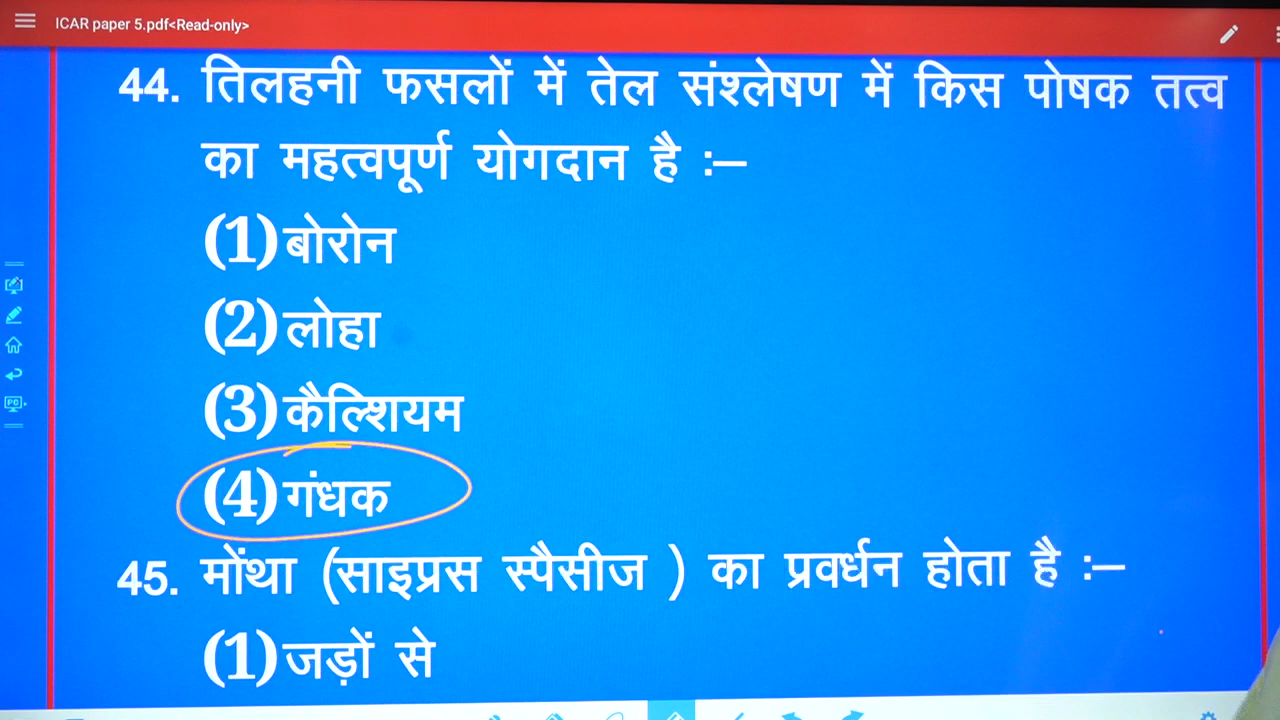 ICAR paper 5.pdf<Read-only>
44. तिलहनी फसलों में तेल संश्लेषण में किस पोषक तत्व
का महत्वपूर्ण योगदान है :–
(1) बोरोन
(2) लोहा
(3) कैल्शियम
(4) गंधक
45. मोंथा (साइप्रस स्पैसीज ) का प्रवर्धन होता है :–
(1) जड़ों से
PC